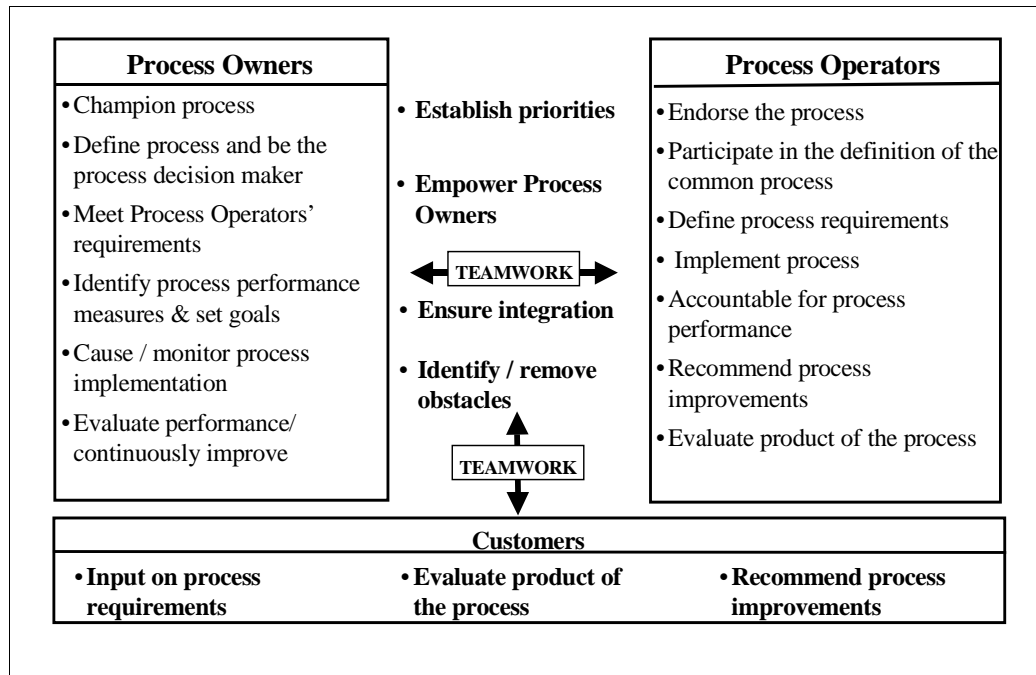 Process Owners
• Champion process
• Define process and be the
process decision maker
• Meet Process Operators’
requirements
• Identify process performance
measures & set goals
• Cause / monitor process
implementation
• Evaluate performance/
continuously improve
• Establish priorities
• Empower Process
Owners
TEAMWORK
• Ensure integration
• Identify / remove
obstacles
TEAMWORK
Process Operators
• Endorse the process
• Participate in the definition of the
common process
• Define process requirements
• Implement process
• Accountable for process
performance
• Recommend process
improvements
• Evaluate product of the process
Customers
• Input on process
requirements
• Evaluate product of
the process
• Recommend process
improvements